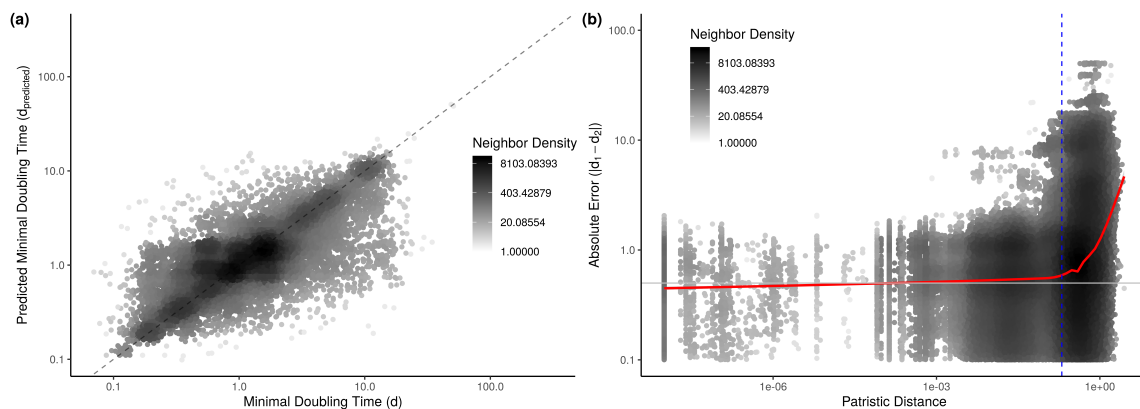 (a)
Predicted Minimal Doubling Time (dpredicted)
100.0
10.0
1.0
0.1
0.1
1.0
10.0
100.0
Minimal Doubling Time (d)
Neighbor Density
8103.08393
403.42879
20.08554
1.00000
(b)
Absolute Error (|d1 − d2|)
100.0
10.0
1.0
0.1
1e-06
1e-03
1e+00
Patristic Distance
Neighbor Density
8103.08393
403.42879
20.08554
1.00000